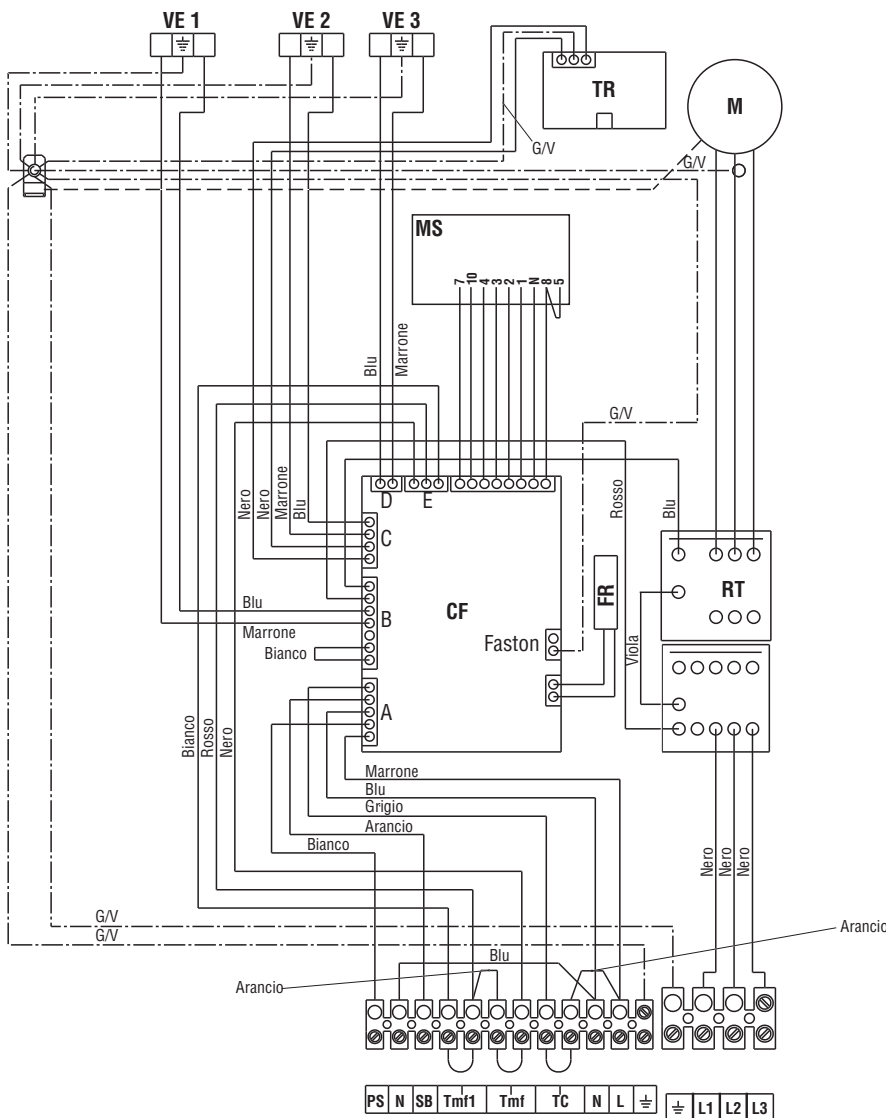 VE 1 VE 2 VE 3
TR
M
G/V
G/V
MS
7 10 4 3 2 1 N 8 5
Blu
Marrone
G/V
Nero
Nero
Marrone
Blu
D E
Rosso
Blu
C
RT
FR
CF
Blu
B
Marrone
Faston
Bianco
Viola
A
Bianco
Rosso
Nero
Marrone
Blu
Grigio
Arancio
Bianco
Nero
Nero
Nero
G/V
G/V
Arancio
Blu
Arancio
PS N SB Tmf1 Tmf TC N L
L1 L2 L3